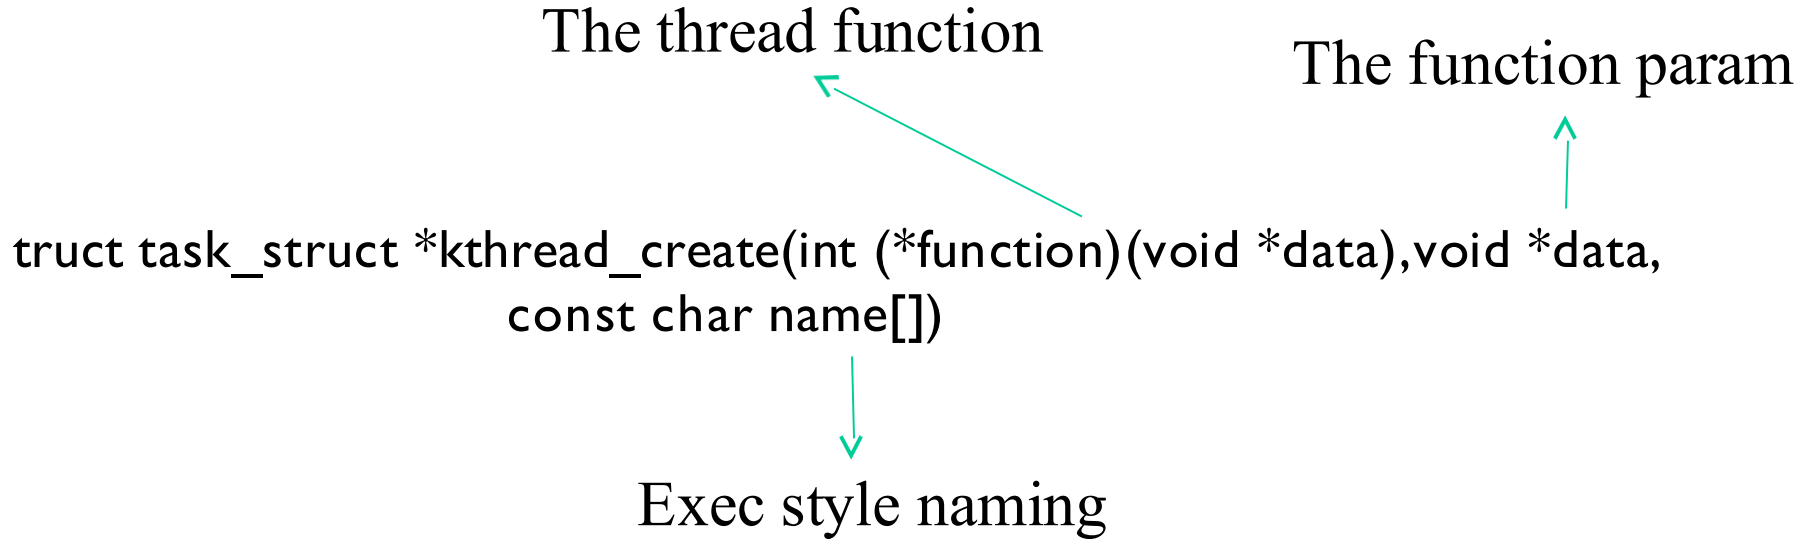 The thread function
The function param
truct task_struct *kthread_create(int (*function)(void *data),void *data,
const char name[])
Exec style naming